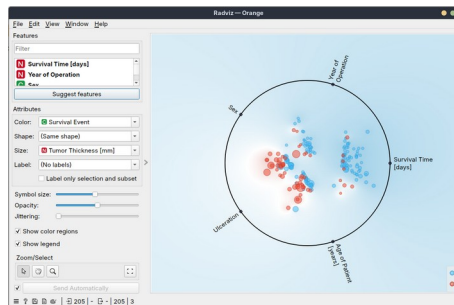 Radviz — Orange
File Edit View Window Help
Features
Filter
N Survival Time [days]
N Year of Operation
C Sex
Suggest features
Attributes
Color: C Survival Event
Shape: (Same shape)
Size: N Tumor Thickness [mm]
Label: (No labels)
Label only selection and subset
Symbol size:
Opacity:
Jittering:
Show color regions
Show legend
Zoom/Select
Send Automatically
205 | - 205 | 3
Year of
Operation
Sex
Survival Time
[days]
Ulceration
Age of Patient
[years]